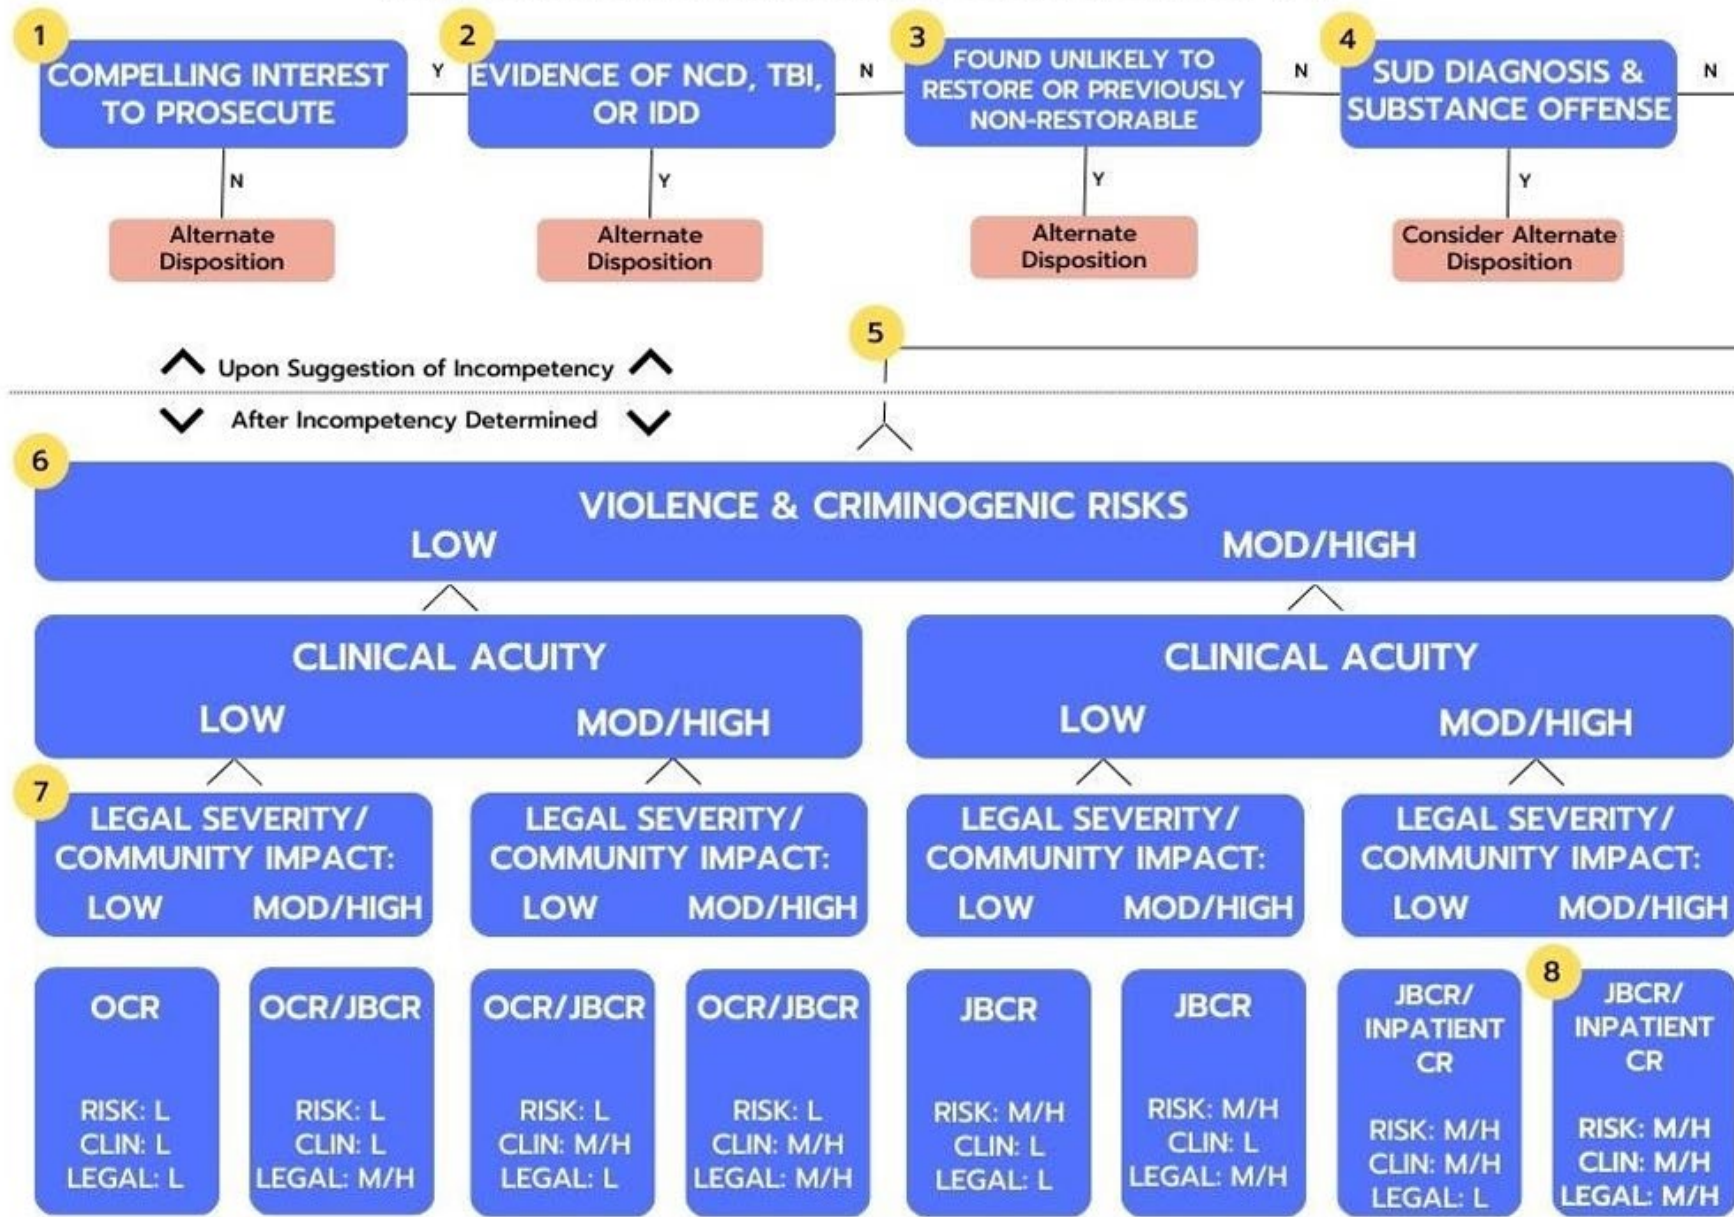 1
COMPELLING INTEREST
TO PROSECUTE
Y
2
EVIDENCE OF NCD, TBI,
OR IDD
N
3
FOUND UNLIKELY TO
RESTORE OR PREVIOUSLY
NON-RESTORABLE
N
4
SUD DIAGNOSIS &
SUBSTANCE OFFENSE
N
N
Alternate
Disposition
Y
Alternate
Disposition
Y
Alternate
Disposition
Y
Consider Alternate
Disposition
5
Upon Suggestion of Incompetency
After Incompetency Determined
6
VIOLENCE & CRIMINOGENIC RISKS
LOW MOD/HIGH
CLINICAL ACUITY
LOW MOD/HIGH
CLINICAL ACUITY
LOW MOD/HIGH
7
LEGAL SEVERITY/
COMMUNITY IMPACT:
LOW MOD/HIGH
LEGAL SEVERITY/
COMMUNITY IMPACT:
LOW MOD/HIGH
LEGAL SEVERITY/
COMMUNITY IMPACT:
LOW MOD/HIGH
LEGAL SEVERITY/
COMMUNITY IMPACT:
LOW MOD/HIGH
OCR
RISK: L
CLIN: L
LEGAL: L
OCR/JBCR
RISK: L
CLIN: L
LEGAL: M/H
OCR/JBCR
RISK: L
CLIN: M/H
LEGAL: L
OCR/JBCR
RISK: L
CLIN: M/H
LEGAL: M/H
JBCR
RISK: M/H
CLIN: L
LEGAL: L
JBCR
RISK: M/H
CLIN: L
LEGAL: M/H
JBCR/
INPATIENT
CR
RISK: M/H
CLIN: M/H
LEGAL: L
8
JBCR/
INPATIENT
CR
RISK: M/H
CLIN: M/H
LEGAL: M/H